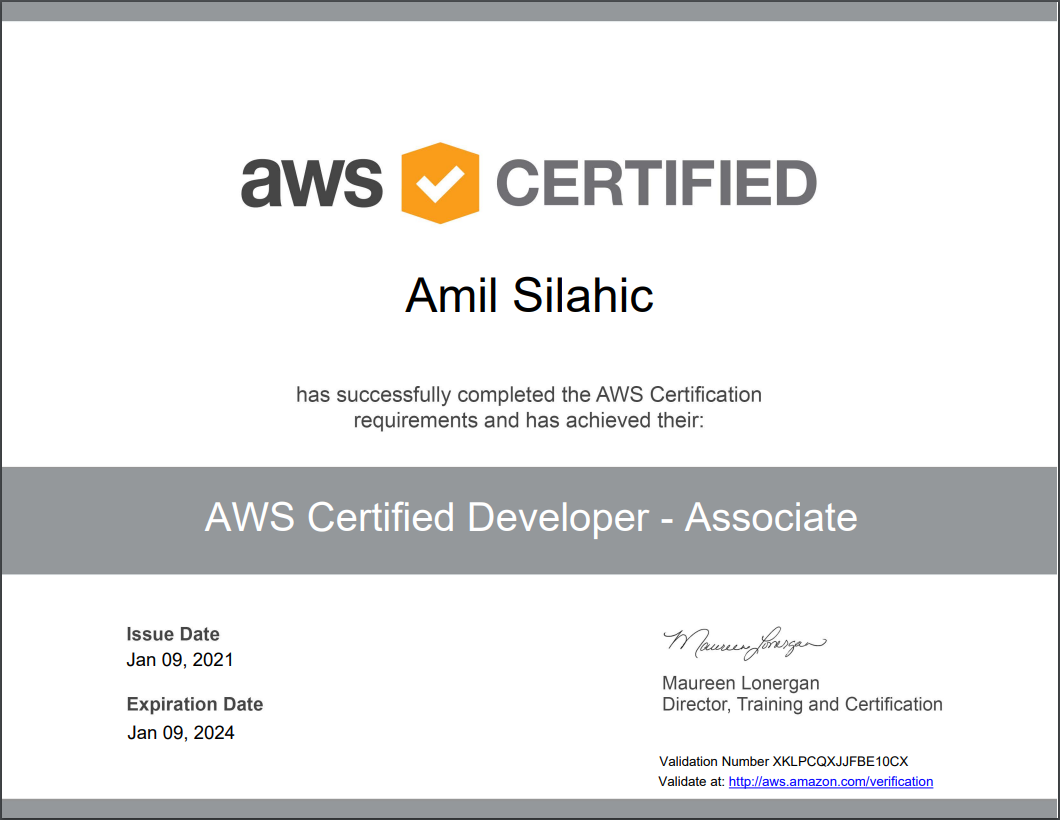 aws CERTIFIED
Amil Silahic
has successfully completed the AWS Certification
requirements and has achieved their:
AWS Certified Developer - Associate
Issue Date
Jan 09, 2021
Expiration Date
Jan 09, 2024
Maureen Lonergan
Maureen Lonergan
Director, Training and Certification
Validation Number XKLPCQXJJFBE10CX
Validate at: http://aws.amazon.com/verification